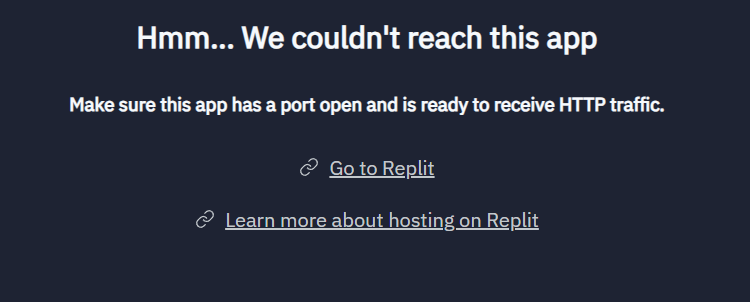 Hmm... We couldn't reach this app
Make sure this app has a port open and is ready to receive HTTP traffic.
Go to Replit
Learn more about hosting on Replit